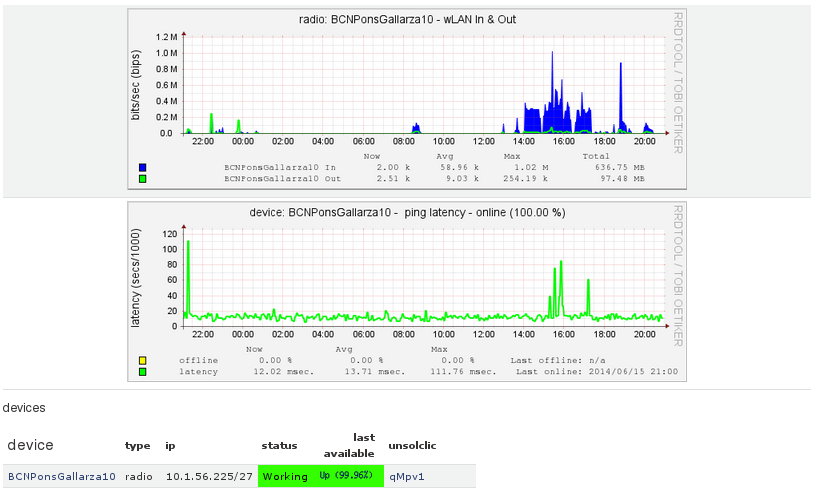 radio: BCNPonsGallarza10 - wLAN In & Out
RRDTOOL / TOBI OETIKER
bits/sec (bips)
1.2 M
1.0 M
0.8 M
0.6 M
0.4 M
0.2 M
0.0
22:00 00:00 02:00 04:00 06:00 08:00 10:00 12:00 14:00 16:00 18:00 20:00
Now Avg Max Total
BCNPonsGallarza10 In 2.00 k 58.96 k 1.02 M 636.75 MB
BCNPonsGallarza10 Out 2.51 k 9.03 k 254.19 k 97.48 MB
device: BCNPonsGallarza10 - ping latency - online (100.00 %)
RRDTOOL / TOBI OETIKER
latency (secs/1000)
120
100
80
60
40
20
0
22:00 00:00 02:00 04:00 06:00 08:00 10:00 12:00 14:00 16:00 18:00 20:00
Now Avg Max
offline 0.00 % 0.00 % 0.00 % Last offline: n/a
latency 12.02 msec. 13.71 msec. 111.76 msec. Last online: 2014/06/15 21:00
devices
device type ip status last available unsolclic
BCNPonsGallarza10 radio 10.1.56.225/27 Working Up (99.96%) qMpv1